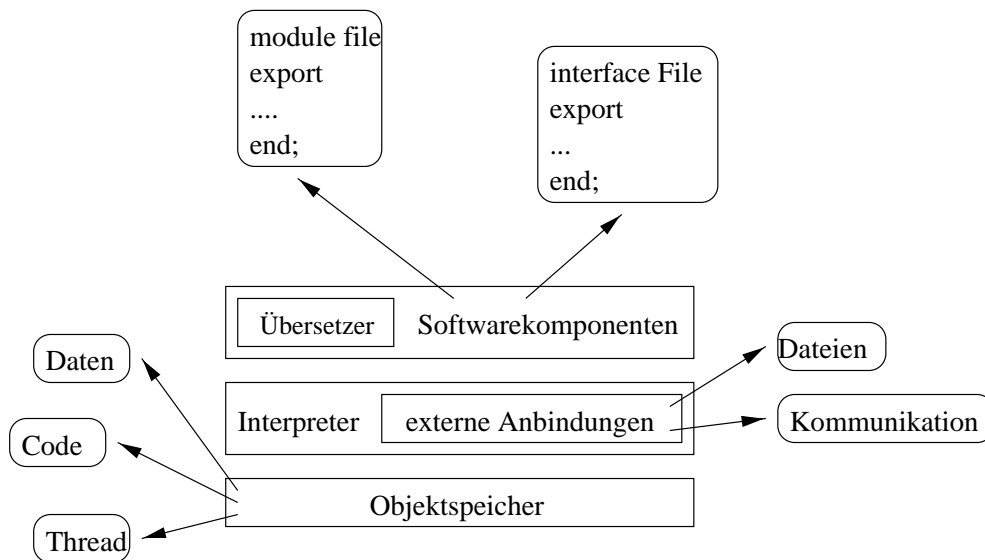 module file
export
....
end;
interface File
export
...
end;
Übersetzer
Softwarekomponenten
Daten
Dateien
Interpreter
externe Anbindungen
Kommunikation
Code
Objektspeicher
Thread